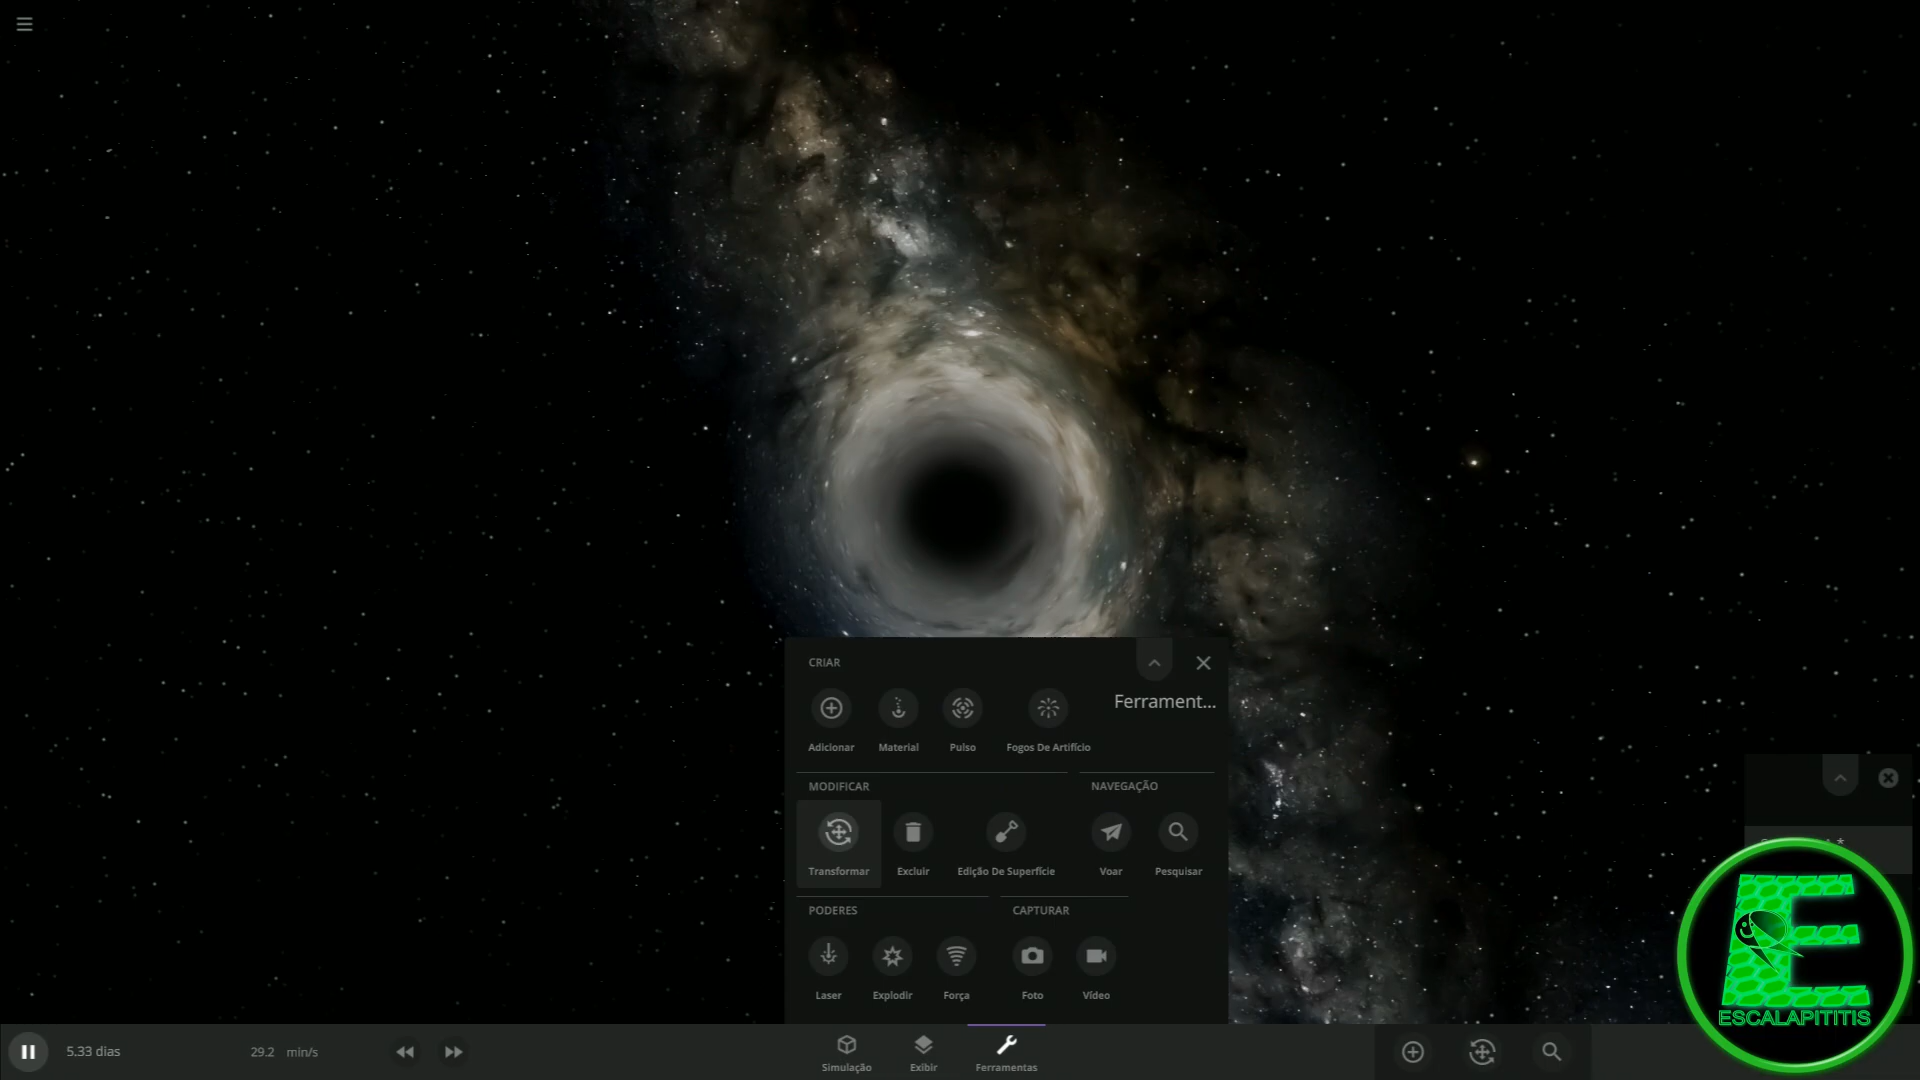 CRIAR
Ferrament...
Adicionar
Material
Pulso
Fogos De Artifício
MODIFICAR
NAVEGAÇÃO
Transformar
Excluir
Edição De Superfície
Voar
Pesquisar
PODERES
CAPTURAR
Laser
Explodir
Força
Foto
Vídeo
5.33 dias
29.2 min/s
Simulação
Exibir
Ferramentas
ESCALAPITITIS